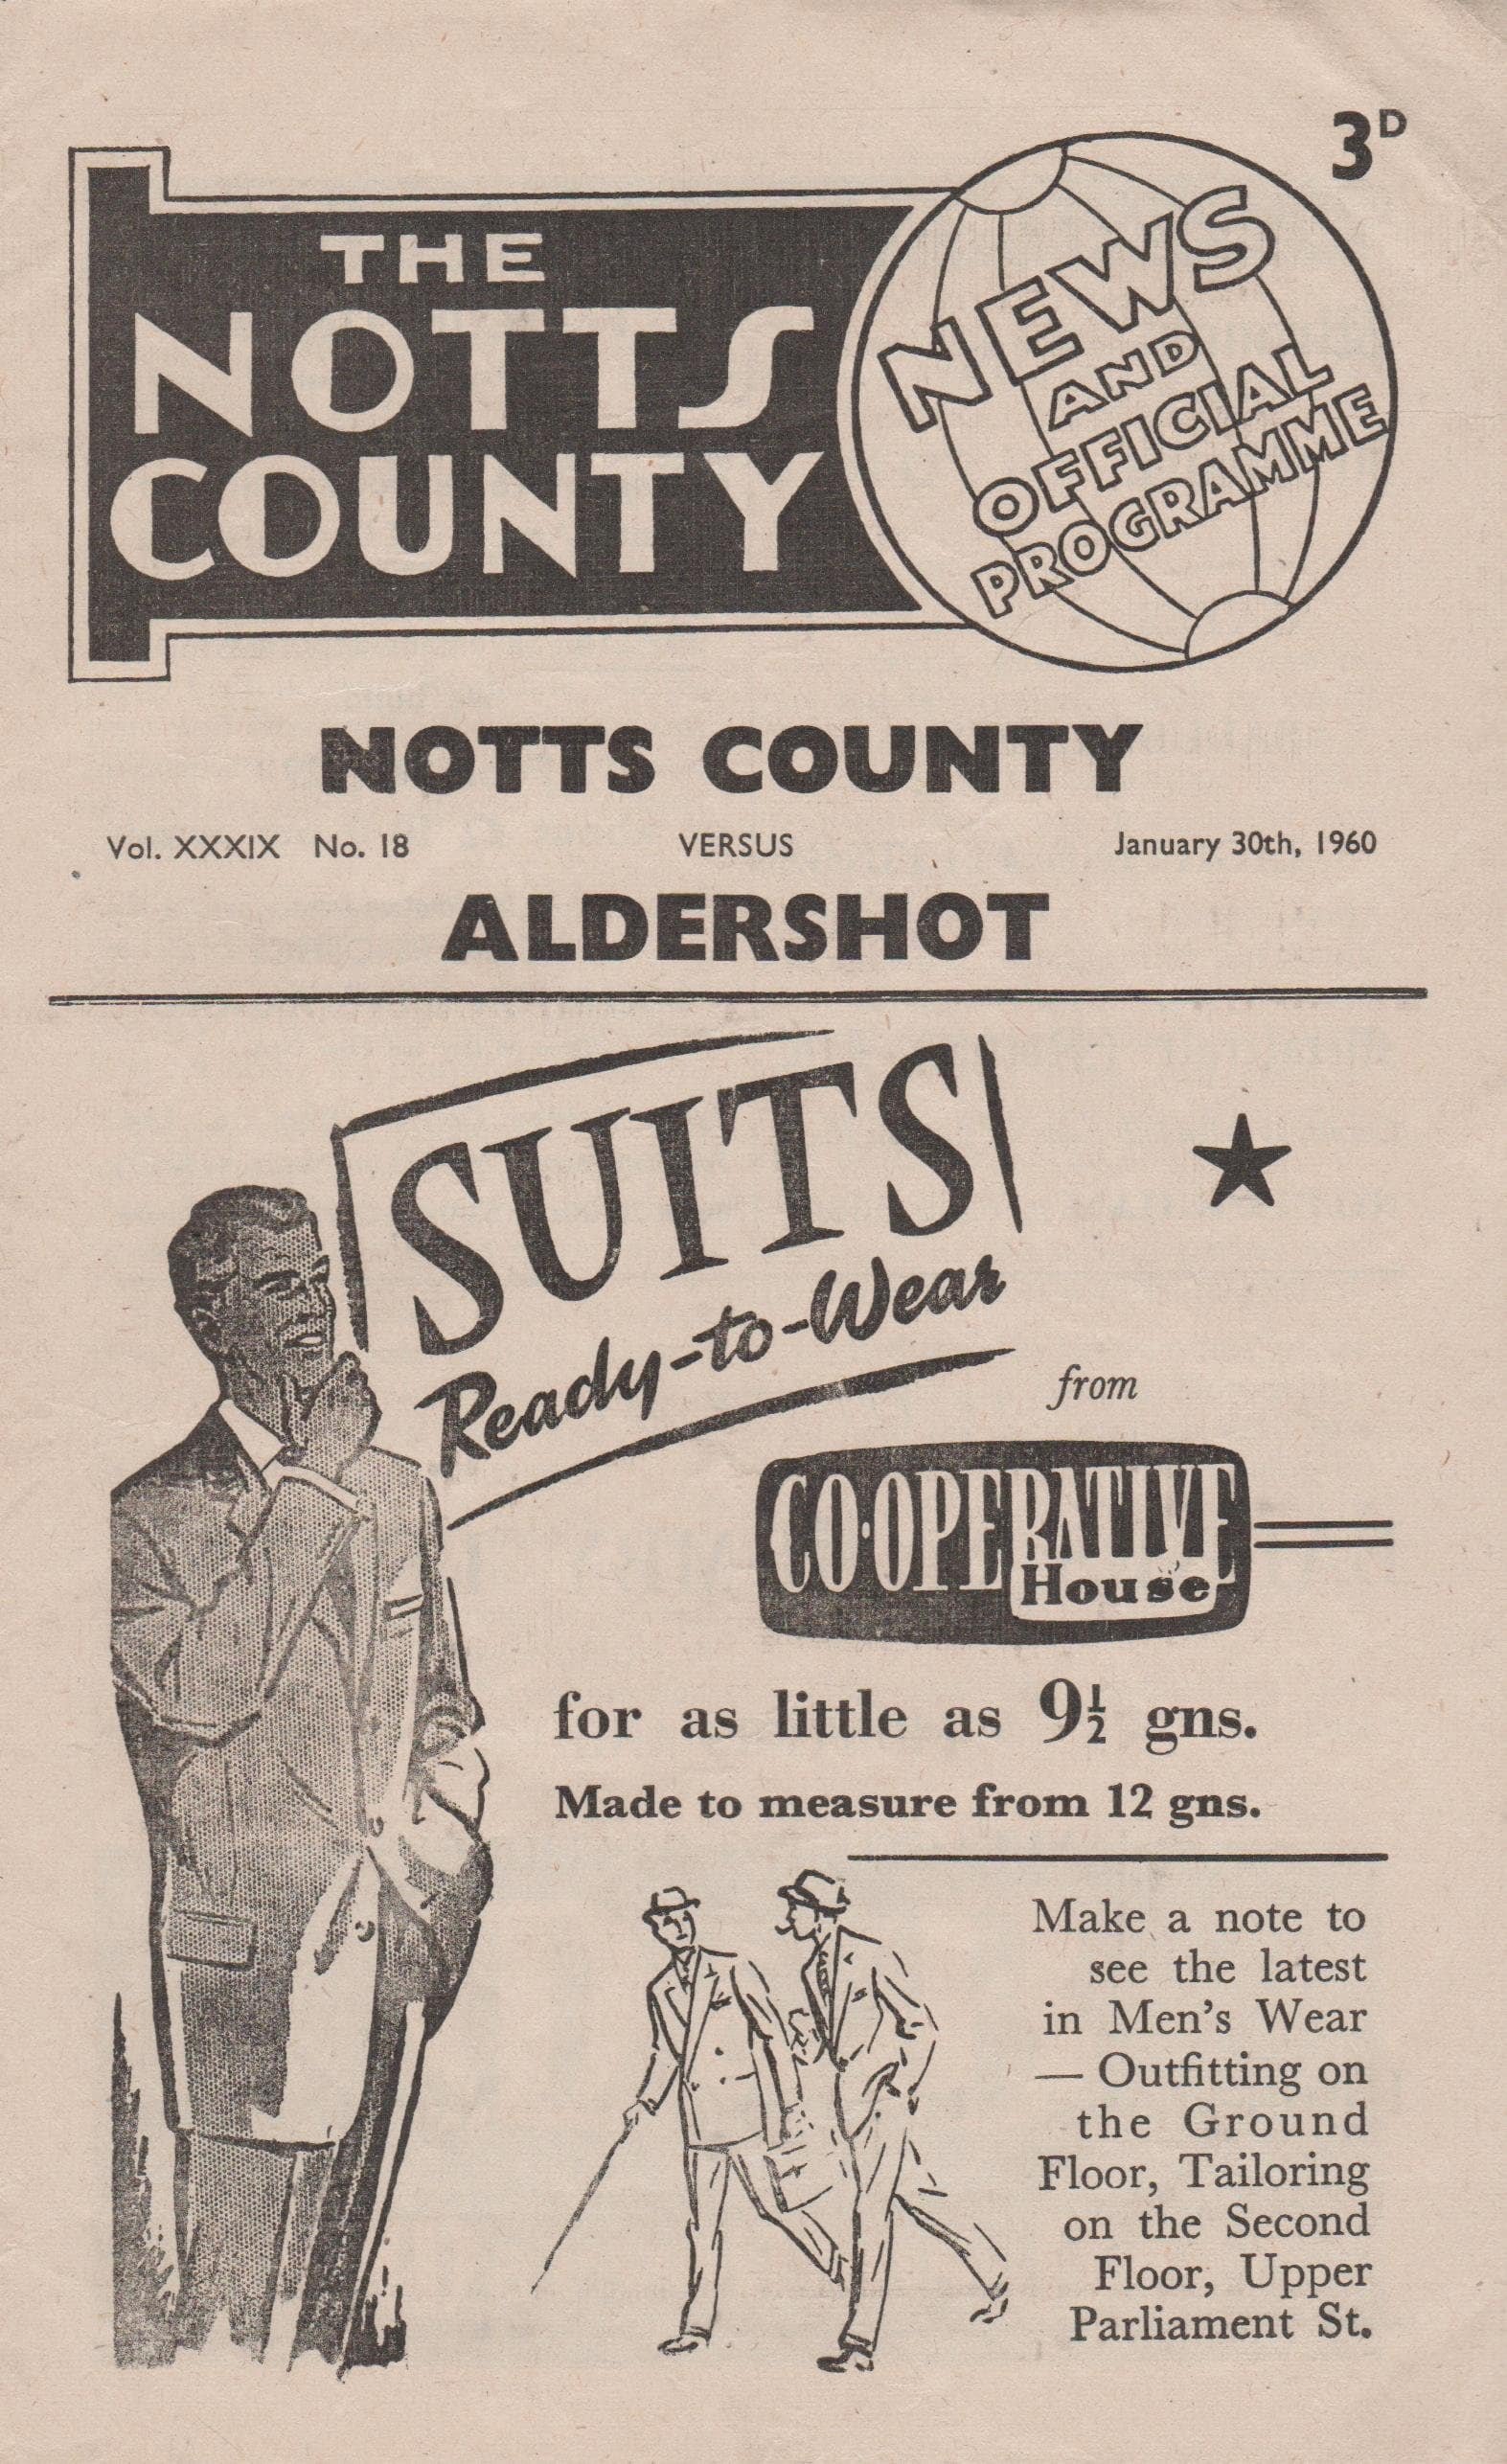 3D
THE
NOTTS
COUNTY
NEWS
AND
OFFICIAL
PROGRAMME
NOTTS COUNTY
Vol. XXXIX No. 18 VERSUS January 30th, 1960
ALDERSHOT
SUITS
Ready-to-Wear
from
CO·OPERATIVE
House
for as little as 9½ gns.
Made to measure from 12 gns.
Make a note to
see the latest
in Men's Wear
— Outfitting on
the Ground
Floor, Tailoring
on the Second
Floor, Upper
Parliament St.